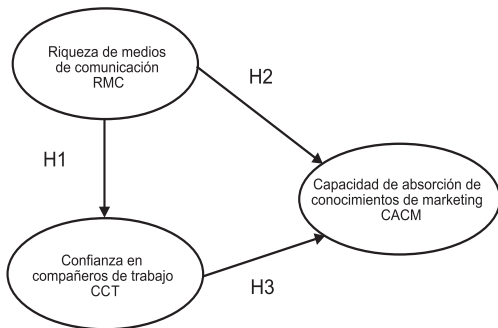 Riqueza de medios
de comunicación
RMC
H2
H1
Capacidad de absorción de
conocimientos de marketing
CACM
Confianza en
compañeros de trabajo
CCT
H3